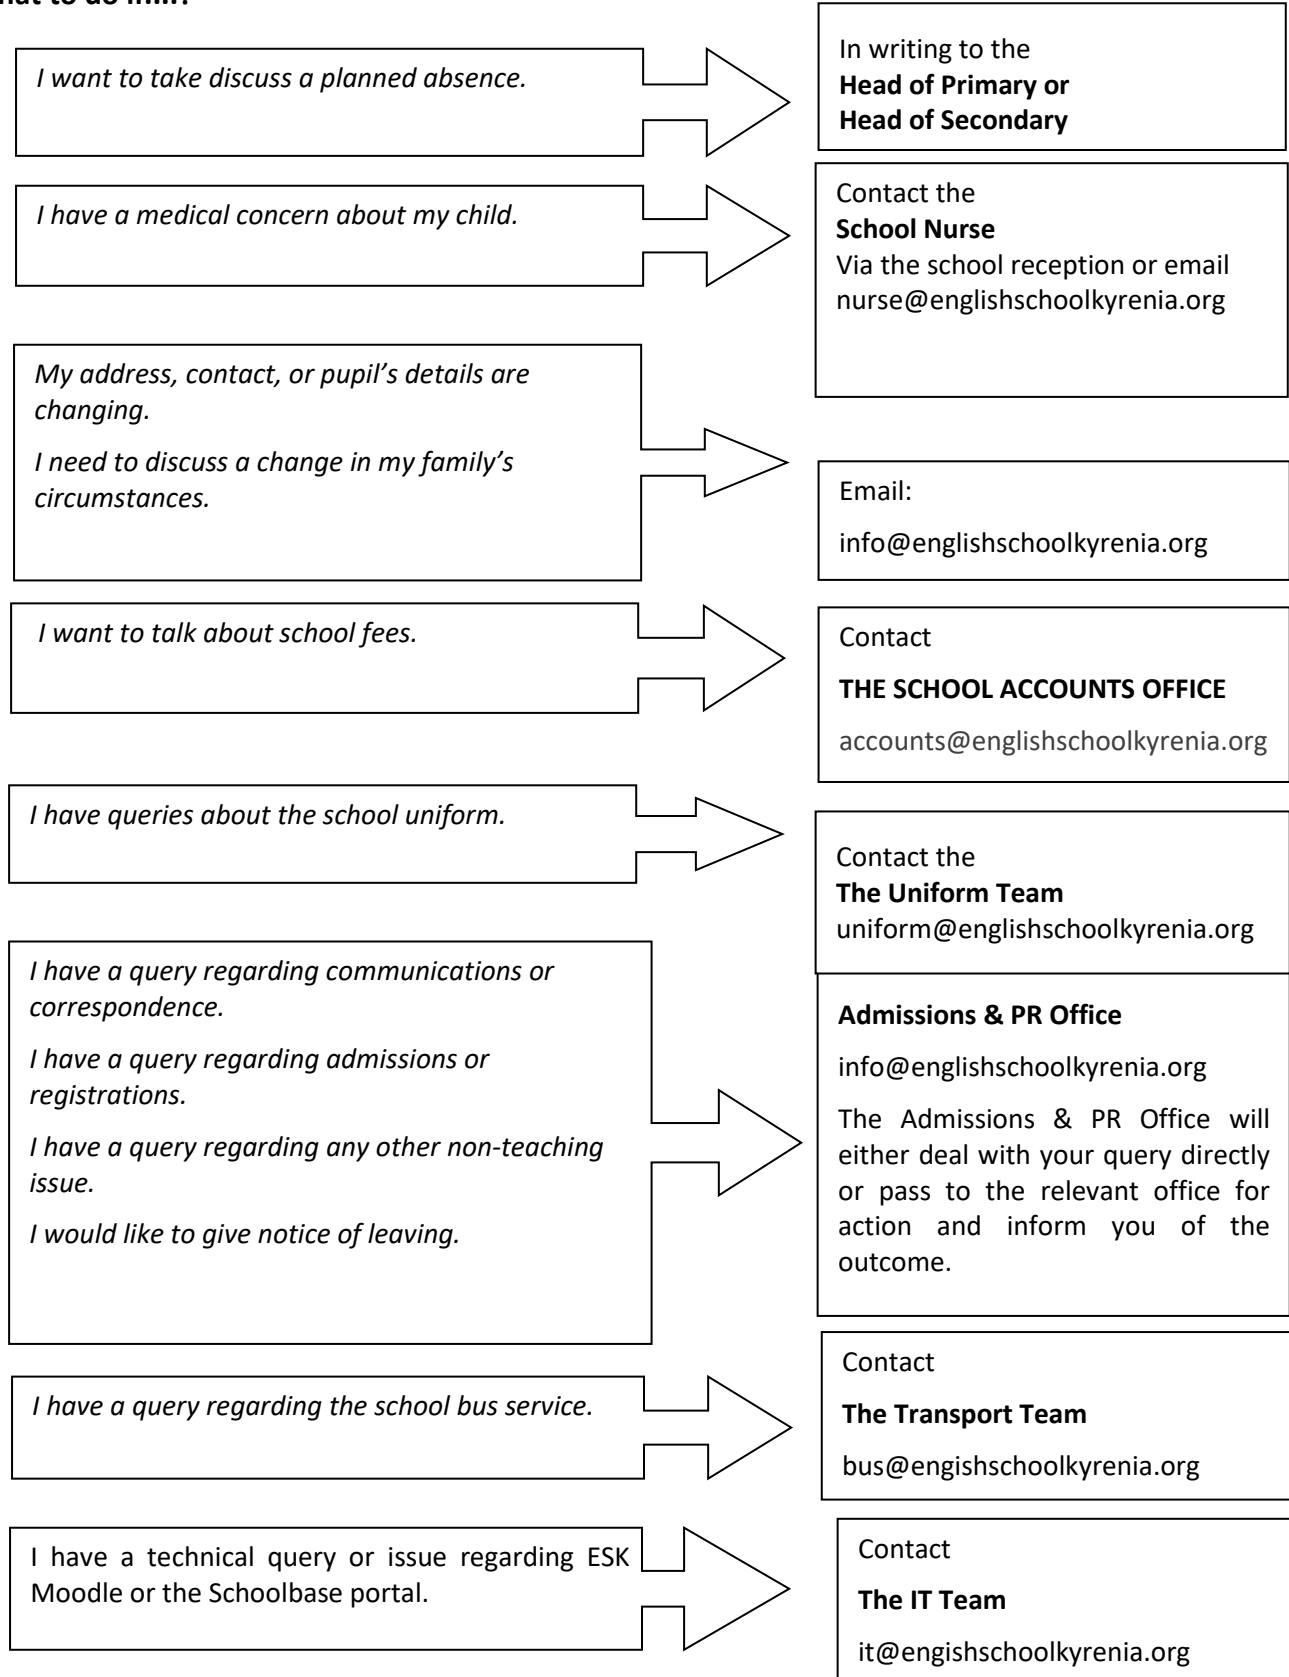 I want to take discuss a planned absence.
In writing to the
Head of Primary or
Head of Secondary
I have a medical concern about my child.
Contact the
School Nurse
Via the school reception or email
nurse@englishschoolkyrenia.org
My address, contact, or pupil’s details are
changing.
I need to discuss a change in my family’s
circumstances.
Email:
info@englishschoolkyrenia.org
I want to talk about school fees.
Contact
THE SCHOOL ACCOUNTS OFFICE
accounts@englishschoolkyrenia.org
I have queries about the school uniform.
Contact the
The Uniform Team
uniform@englishschoolkyrenia.org
I have a query regarding communications or
correspondence.
I have a query regarding admissions or
registrations.
I have a query regarding any other non-teaching
issue.
I would like to give notice of leaving.
Admissions & PR Office
info@englishschoolkyrenia.org
The Admissions & PR Office will
either deal with your query directly
or pass to the relevant office for
action and inform you of the
outcome.
I have a query regarding the school bus service.
Contact
The Transport Team
bus@engishschoolkyrenia.org
I have a technical query or issue regarding ESK
Moodle or the Schoolbase portal.
Contact
The IT Team
it@engishschoolkyrenia.org